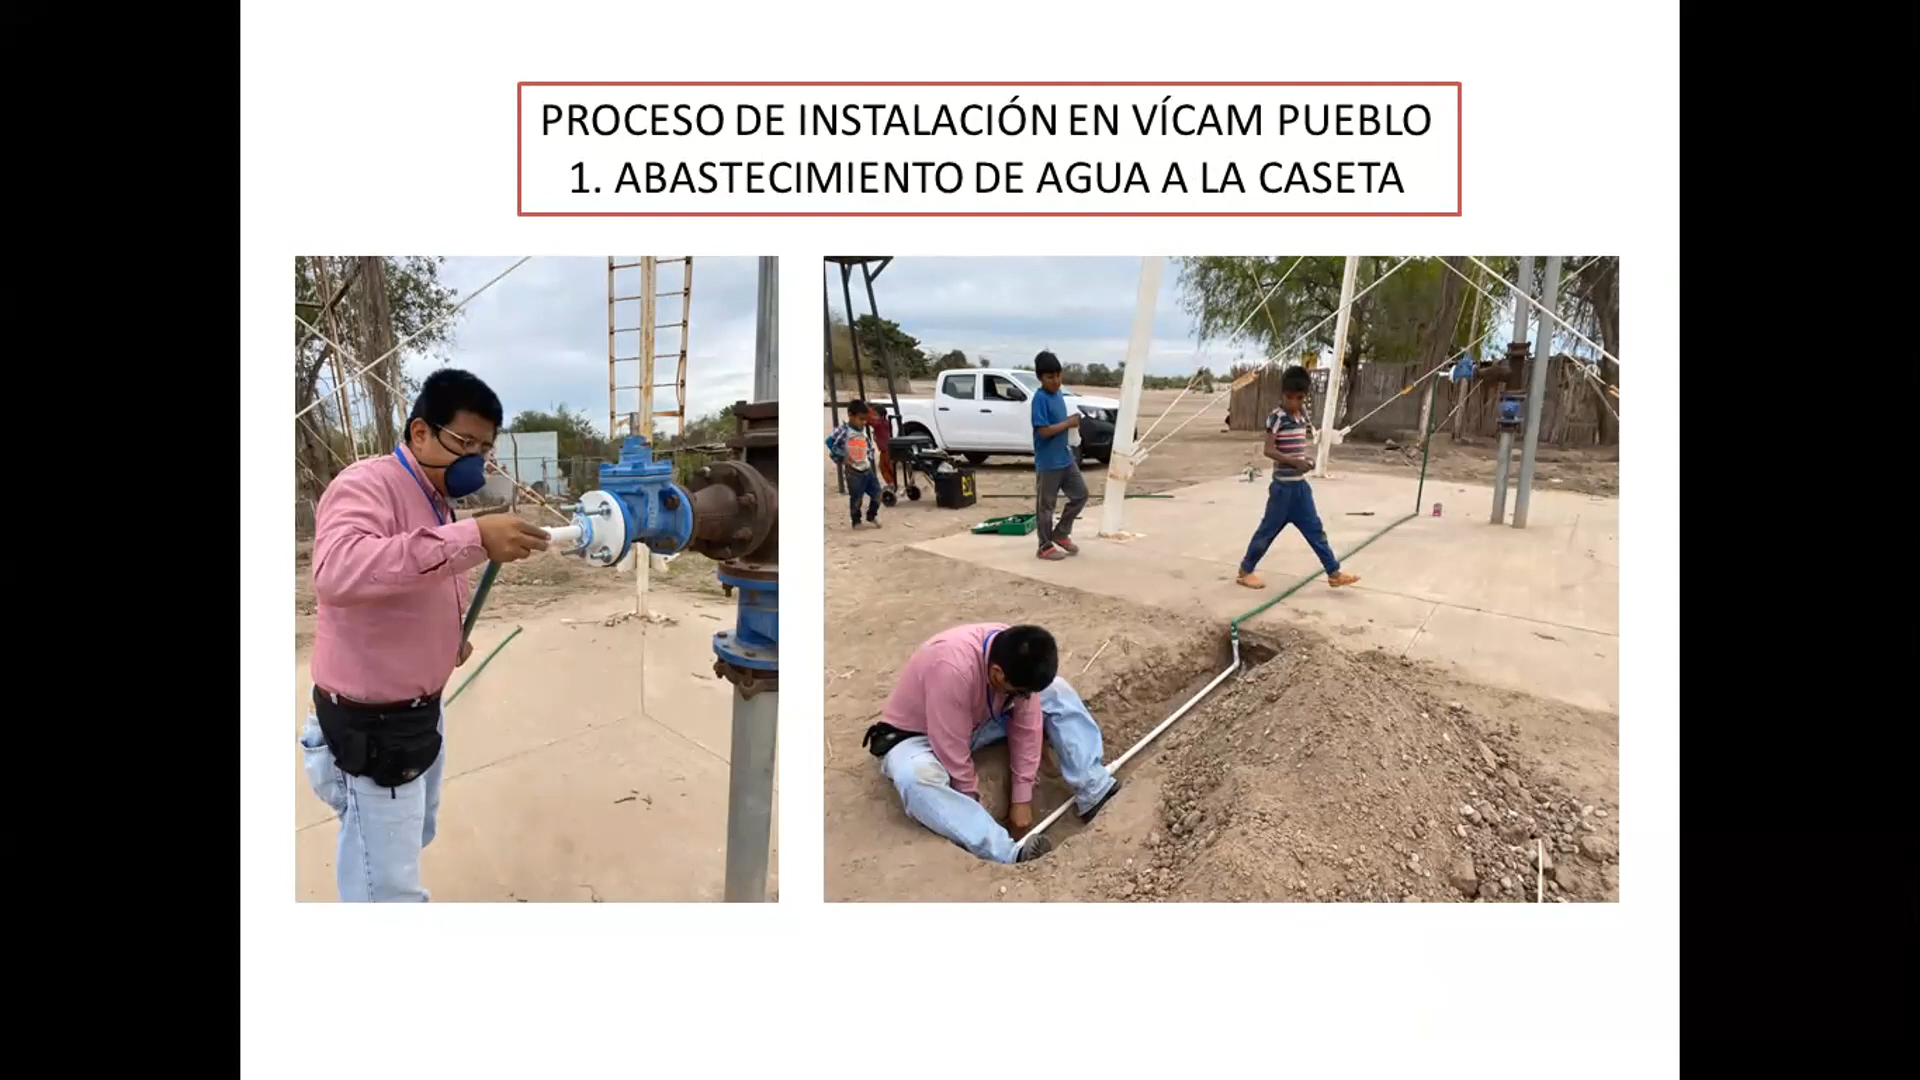 PROCESO DE INSTALACIÓN EN VÍCAM PUEBLO
1. ABASTECIMIENTO DE AGUA A LA CASETA